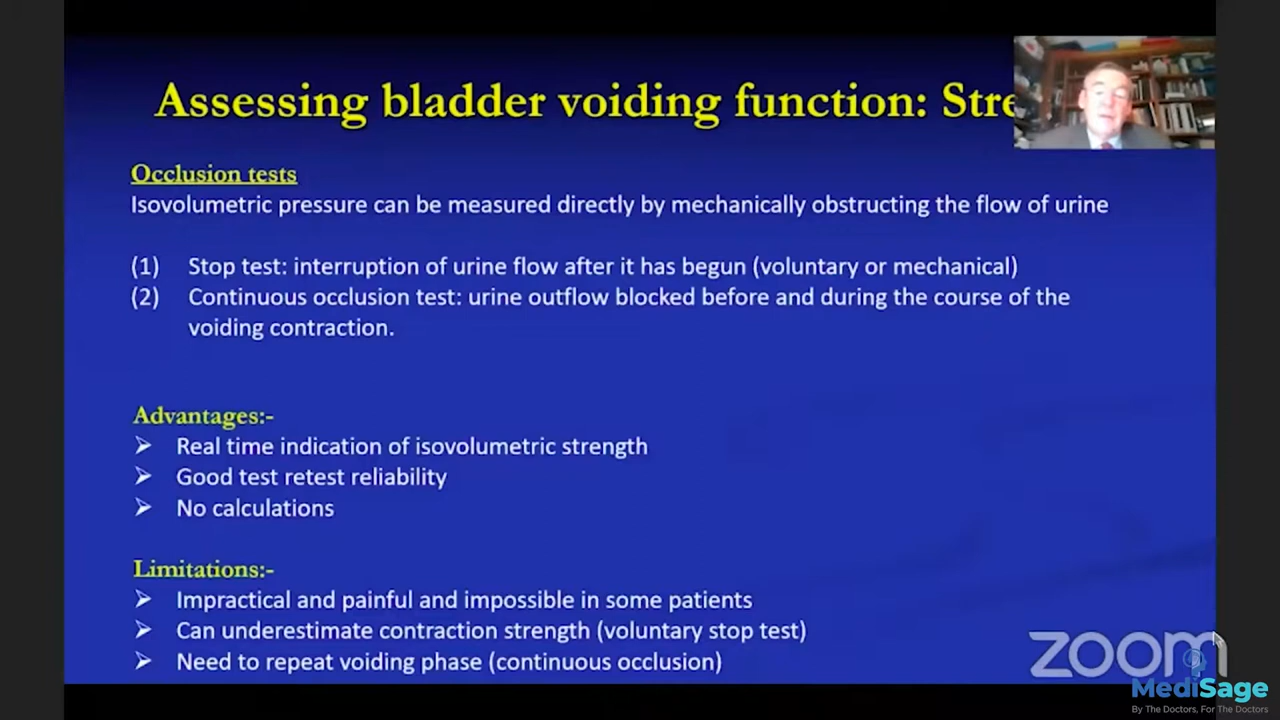 Assessing bladder voiding function: Stre
Occlusion tests
Isovolumetric pressure can be measured directly by mechanically obstructing the flow of urine
(1) Stop test: interruption of urine flow after it has begun (voluntary or mechanical)
(2) Continuous occlusion test: urine outflow blocked before and during the course of the
voiding contraction.
Advantages:-
➢ Real time indication of isovolumetric strength
➢ Good test retest reliability
➢ No calculations
Limitations:-
➢ Impractical and painful and impossible in some patients
➢ Can underestimate contraction strength (voluntary stop test)
➢ Need to repeat voiding phase (continuous occlusion)
zoom
MediSage
By The Doctors, For The Doctors